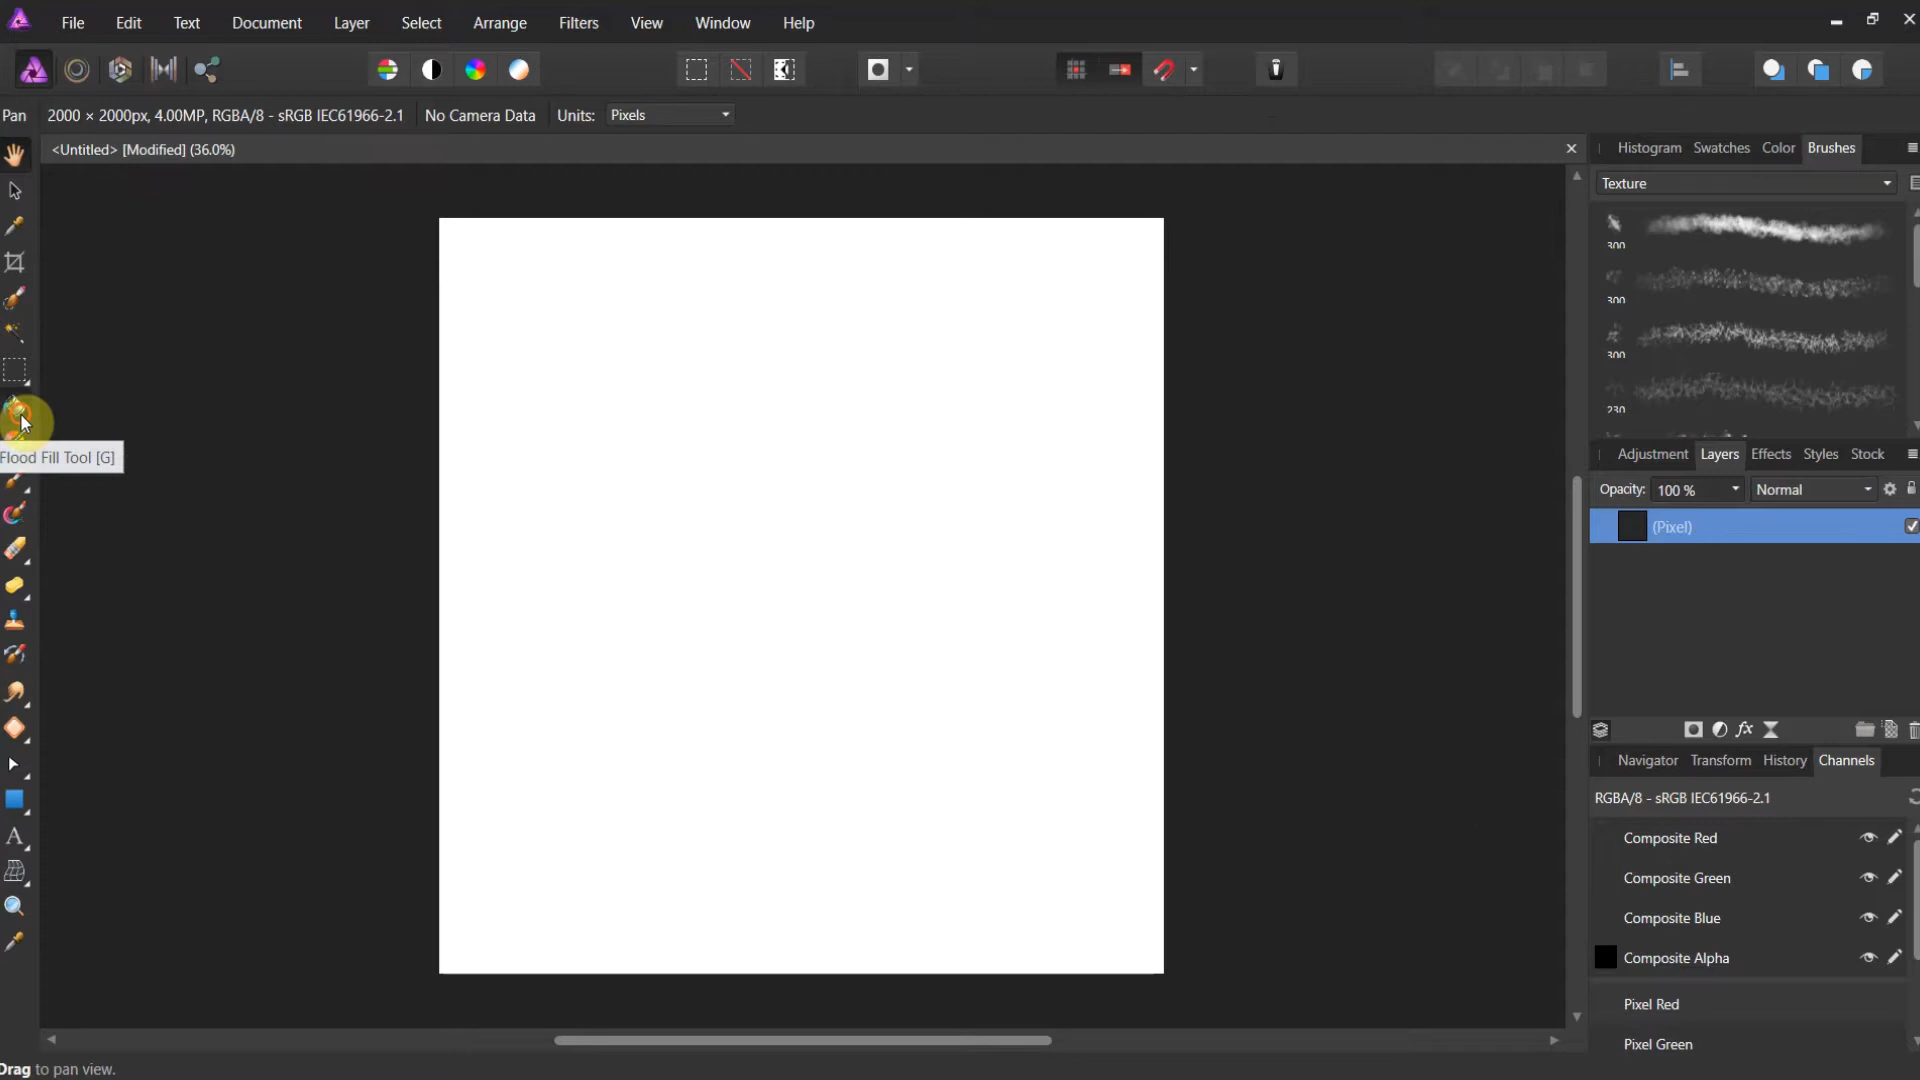 File Edit Text Document Layer Select Arrange Filters View Window Help
Pan 2000 × 2000px, 4.00MP, RGBA/8 - sRGB IEC61966-2.1 No Camera Data Units: Pixels
<Untitled> [Modified] (36.0%)
Histogram Swatches Color Brushes
Texture
300
300
300
230
Flood Fill Tool [G]
Adjustment Layers Effects Styles Stock
Opacity: 100 % Normal
(Pixel)
fx
Navigator Transform History Channels
RGBA/8 - sRGB IEC61966-2.1
Composite Red
Composite Green
Composite Blue
Composite Alpha
Pixel Red
Pixel Green
A
Drag to pan view.